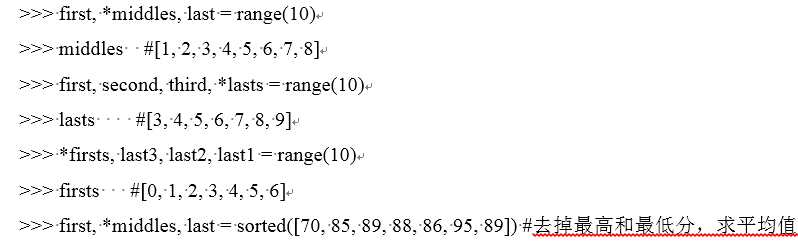 >>> first, *middles, last = range(10)
>>> middles #[1, 2, 3, 4, 5, 6, 7, 8]
>>> first, second, third, *lasts = range(10)
>>> lasts #[3, 4, 5, 6, 7, 8, 9]
>>> *firsts, last3, last2, last1 = range(10)
>>> firsts #[0, 1, 2, 3, 4, 5, 6]
>>> first, *middles, last = sorted([70, 85, 89, 88, 86, 95, 89]) #去掉最高和最低分，求平均值